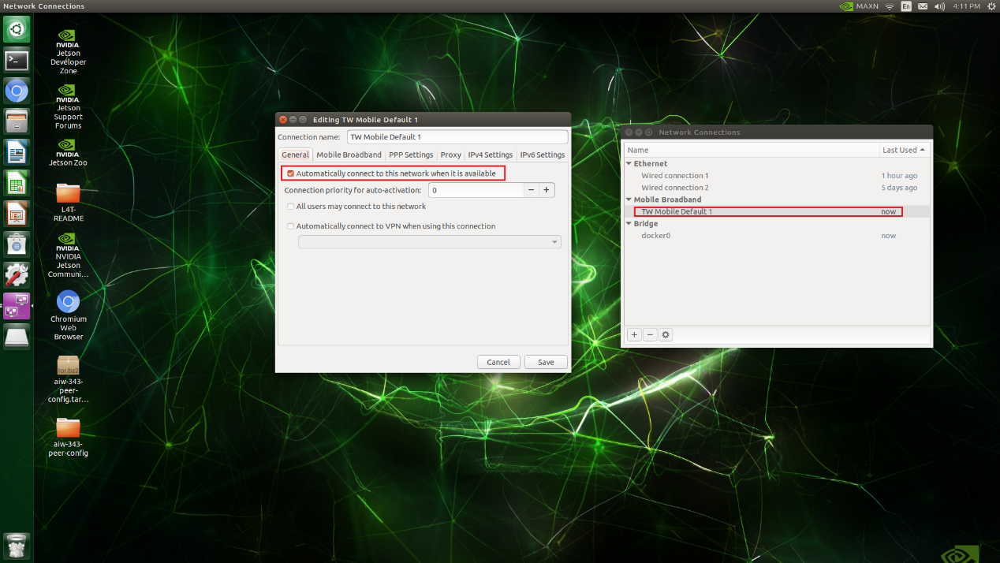 Network Connections
MAXN
En
4:11 PM
NVIDIA
Jetson
Developer
Zone
NVIDIA
Jetson
Support
Forums
NVIDIA
Jetson Zoo
L4T-
README
NVIDIA
NVIDIA
Jetson
Communi...
Chromium
Web
Browser
tar.bz2
aiw-343-
peer-
config.tar...
aiw-343-
peer-config
Editing TW Mobile Default 1
Connection name: TW Mobile Default 1
General Mobile Broadband PPP Settings Proxy IPv4 Settings IPv6 Settings
Automatically connect to this network when it is available
Connection priority for auto-activation: 0 − +
All users may connect to this network
Automatically connect to VPN when using this connection
Cancel Save
Network Connections
Name Last Used
Ethernet
Wired connection 1 1 hour ago
Wired connection 2 5 days ago
Mobile Broadband
TW Mobile Default 1 now
Bridge
docker0 now
+ −